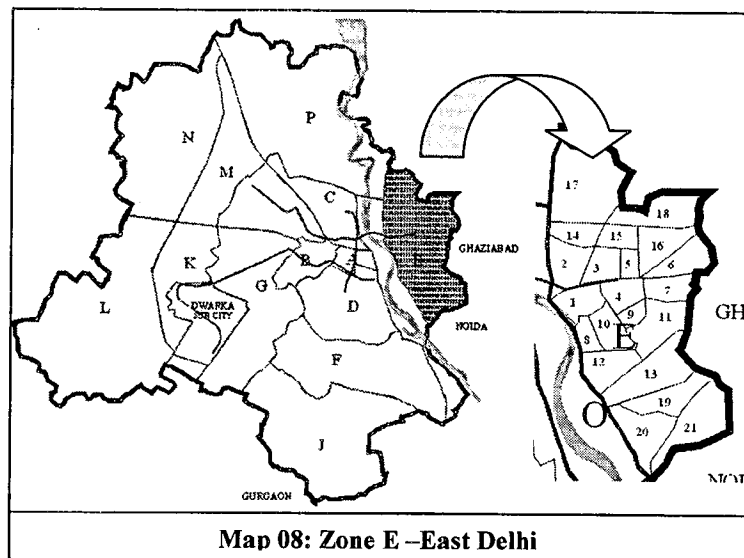 P
N
M
C
17
18
GHAZIABAD
14
15
16
2
3
5
6
B
A
K
G
1
4
7
L
DWARKA
SUB CITY
D
GH
9
11
10
E
8
NOIDA
12
F
13
O
19
20
21
J
GURGAON
NOI
Map 08: Zone E –East Delhi